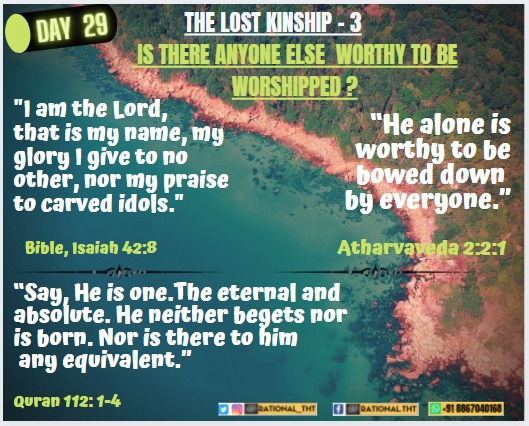 DAY 29
THE LOST KINSHIP - 3
IS THERE ANYONE ELSE WORTHY TO BE
WORSHIPPED ?
"I am the Lord,
that is my name, my
glory I give to no
other, nor my praise
to carved idols."
Bible, Isaiah 42:8
“He alone is
worthy to be
bowed down
by everyone.”
Atharvaveda 2:2:1
“Say, He is one.The eternal and
absolute. He neither begets nor
is born. Nor is there to him
any equivalent.”
Quran 112: 1-4
RATIONAL_THT
RATIONAL.THT
+91 8867040168